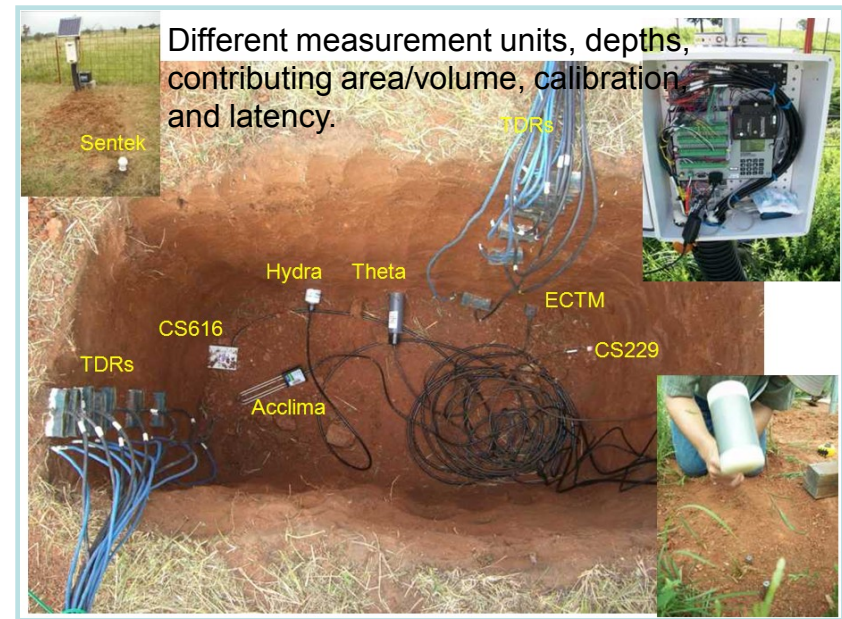 Different measurement units, depths,
contributing area/volume, calibration,
and latency.
Sentek
TDRs
Hydra
Theta
ECTM
CS616
CS229
TDRs
Acclima